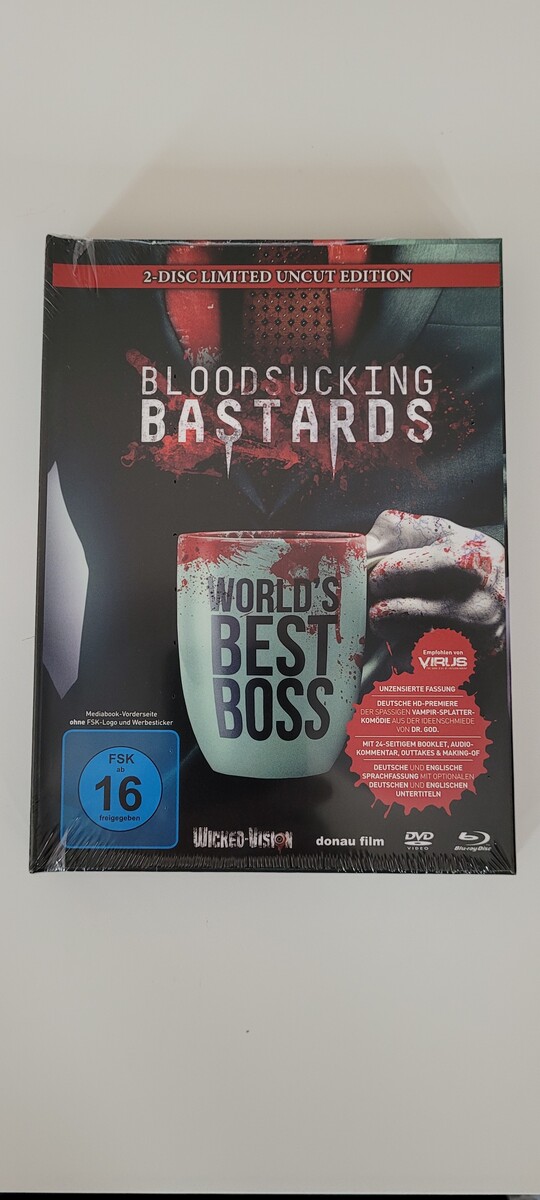 2-DISC LIMITED UNCUT EDITION
BLOODSUCKING
BASTARDS
WORLD'S
BEST
BOSS
Empfohlen von
VIRUS
UNZENSIERTE FASSUNG
DEUTSCHE HD-PREMIERE
DER SPASSIGEN VAMPIR-SPLATTER-
KOMÖDIE AUS DER IDEENSCHMIEDE
VON DR. GOD.
MIT 24-SEITIGEM BOOKLET, AUDIO-
KOMMENTAR, OUTTAKES & MAKING-OF
DEUTSCHE UND ENGLISCHE
SPRACHFASSUNG MIT OPTIONALEN
DEUTSCHEN UND ENGLISCHEN
UNTERTITELN
Mediabook-Vorderseite
ohne FSK-Logo und Werbesticker
FSK
ab
16
freigegeben
WICKED-VISION
donau film
DVD
VIDEO
Blu-ray Disc